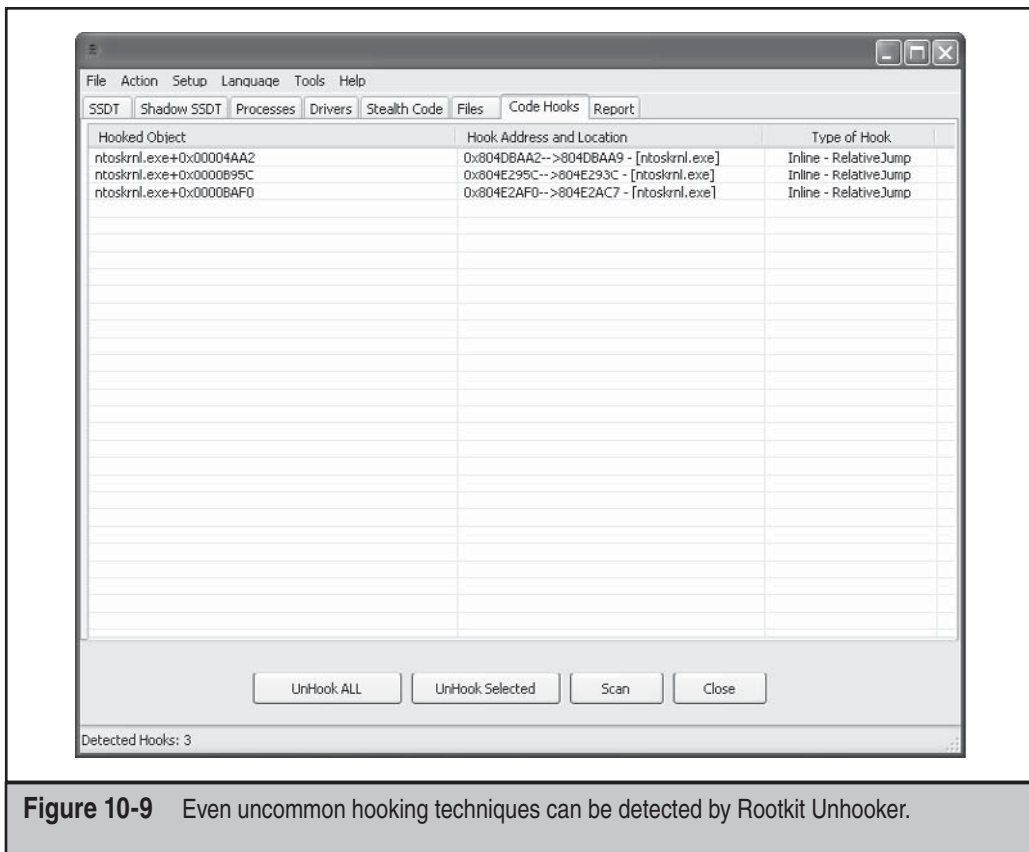 File Action Setup Language Tools Help
SSDT Shadow SSDT Processes Drivers Stealth Code Files Code Hooks Report
Hooked Object Hook Address and Location Type of Hook
ntoskrnl.exe+0x00004AA2 0x804DBAA2-->804DBAA9 - [ntoskrnl.exe] Inline - RelativeJump
ntoskrnl.exe+0x0000B95C 0x804E295C-->804E293C - [ntoskrnl.exe] Inline - RelativeJump
ntoskrnl.exe+0x0000BAF0 0x804E2AF0-->804E2AC7 - [ntoskrnl.exe] Inline - RelativeJump
UnHook ALL UnHook Selected Scan Close
Detected Hooks: 3
Figure 10-9 Even uncommon hooking techniques can be detected by Rootkit Unhooker.